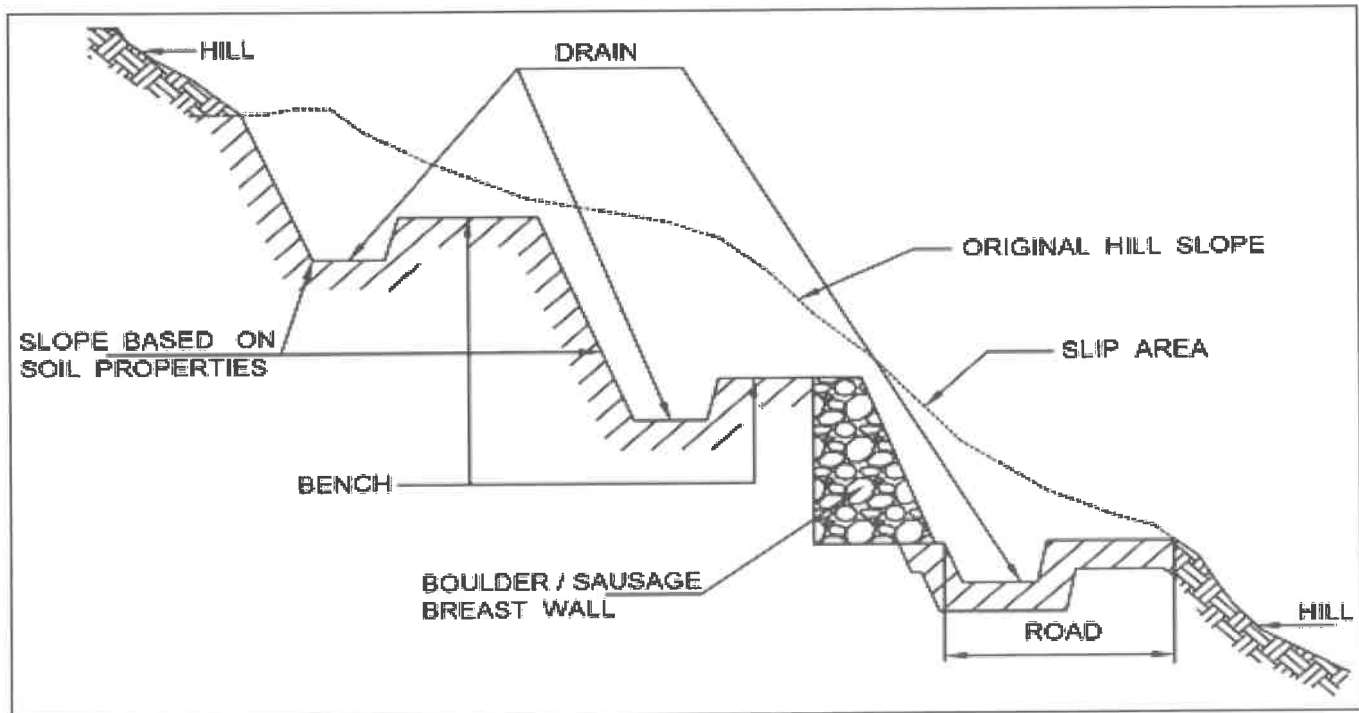 HILL
DRAIN
ORIGINAL HILL SLOPE
SLOPE BASED ON
SOIL PROPERTIES
SLIP AREA
BENCH
BOULDER / SAUSAGE
BREAST WALL
HILL
ROAD